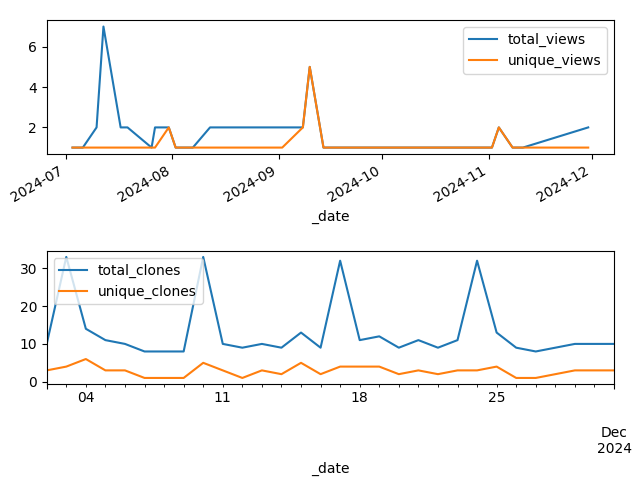 6
4
2
total_views
unique_views
2024-07
2024-08
2024-09
2024-10
2024-11
2024-12
_date
30
20
10
0
total_clones
unique_clones
04
11
18
25
Dec
2024
_date